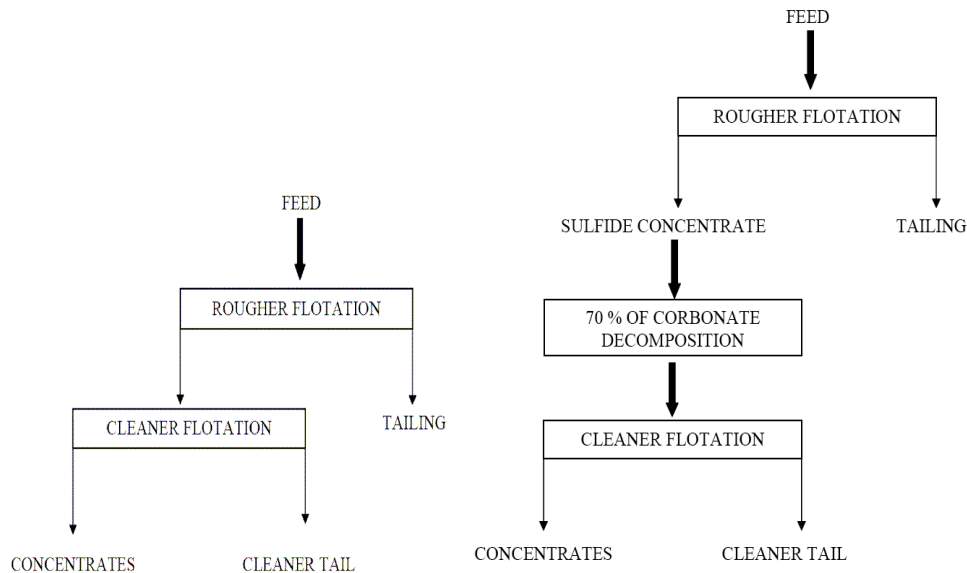 FEED
ROUGHER FLOTATION
CLEANER FLOTATION
TAILING
CONCENTRATES
CLEANER TAIL
FEED
ROUGHER FLOTATION
SULFIDE CONCENTRATE
TAILING
70 % OF CORBONATE
DECOMPOSITION
CLEANER FLOTATION
CONCENTRATES
CLEANER TAIL